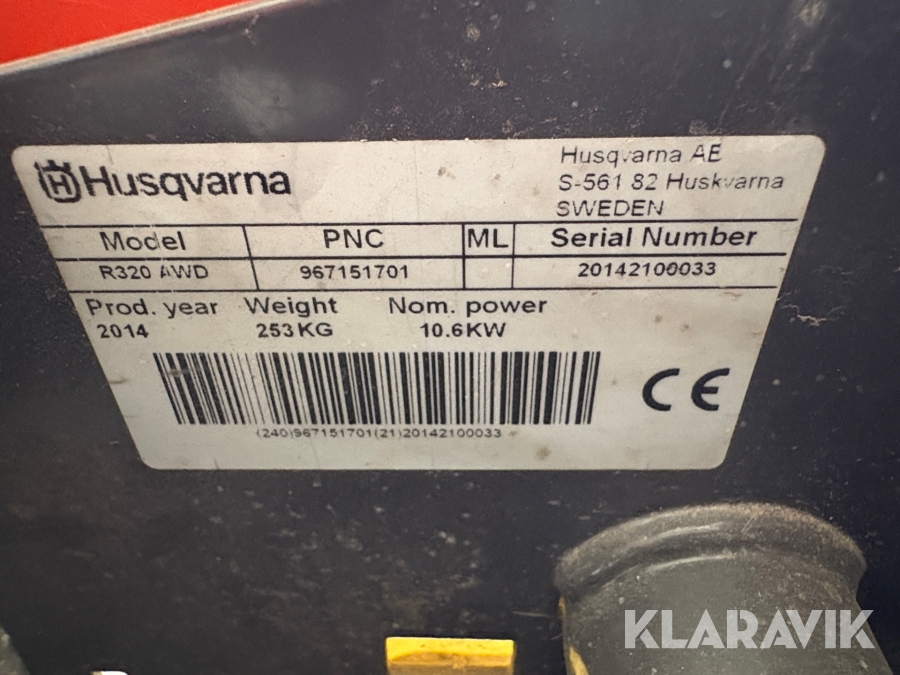 Husqvarna
Husqvarna AB
S-561 82 Huskvarna
SWEDEN
Model PNC ML Serial Number
R320 AWD 967151701 20142100033
Prod. year Weight Nom. power
2014 253KG 10.6KW
(240)967151701(21)20142100033
CE
KLARAVIK